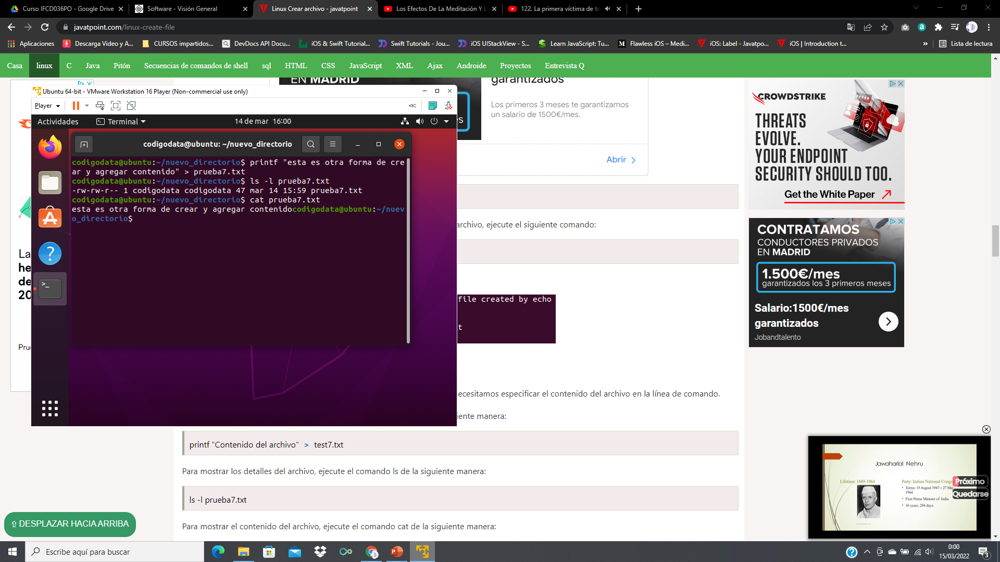 Curso IFCD036PO - Google Drive
Software - Visión General
Linux Crear archivo - javatpoint
Los Efectos De La Meditación Y L
122. La primera víctima de to
javatpoint.com/linux-create-file
Aplicaciones
Descarga Video y A...
CURSOS impartidos...
DevDocs API Docu...
iOS & Swift Tutorial...
Swift Tutorials - Jou...
iOS UIStackView - S...
Learn JavaScript: Tu...
Flawless iOS – Medi...
iOS: Label - Javatpo...
iOS | Introduction t...
»
Lista de lectura
Casa
linux
C
Java
Pitón
Secuencias de comandos de shell
sql
HTML
CSS
JavaScript
XML
Ajax
Androide
Proyectos
Entrevista Q
EN MADRID
garantizados
Los primeros 3 meses te garantizamos
un salario de 1500€/mes.
Abrir
Ubuntu 64-bit - VMware Workstation 16 Player (Non-commercial use only)
Player
Actividades
Terminal
14 de mar 16:00
codigodata@ubuntu: ~/nuevo_directorio
codigodata@ubuntu:~/nuevo_directorio$ printf "esta es otra forma de cre
ar y agregar contenido" > prueba7.txt
codigodata@ubuntu:~/nuevo_directorio$ ls -l prueba7.txt
-rw-rw-r-- 1 codigodata codigodata 47 mar 14 15:59 prueba7.txt
codigodata@ubuntu:~/nuevo_directorio$ cat prueba7.txt
esta es otra forma de crear y agregar contenidocodigodata@ubuntu:~/nuev
o_directorio$
La
he
de
20
Pru
archivo, ejecute el siguiente comando:
file created by echo
t
necesitamos especificar el contenido del archivo en la línea de comando.
iente manera:
printf "Contenido del archivo" > test7.txt
Para mostrar los detalles del archivo, ejecute el comando ls de la siguiente manera:
ls -l prueba7.txt
Para mostrar el contenido del archivo, ejecute el comando cat de la siguiente manera:
⇧ DESPLAZAR HACIA ARRIBA
CROWDSTRIKE
THREATS
EVOLVE.
YOUR ENDPOINT
SECURITY SHOULD TOO.
Get the White Paper
CONTRATAMOS
CONDUCTORES PRIVADOS
EN MADRID
1.500€/mes
garantizados los 3 primeros meses
Salario:1500€/mes
garantizados
Jobandtalento
Jawaharlal Nehru
Lifetime: 1889-1964
Party: Indian National Congr
Terms: 15 August 1947 – 27 May
1964.
First Prime Minister of India.
16 years, 286 days.
Próximo
Quedarse
Escribe aquí para buscar
0:00
15/03/2022
3